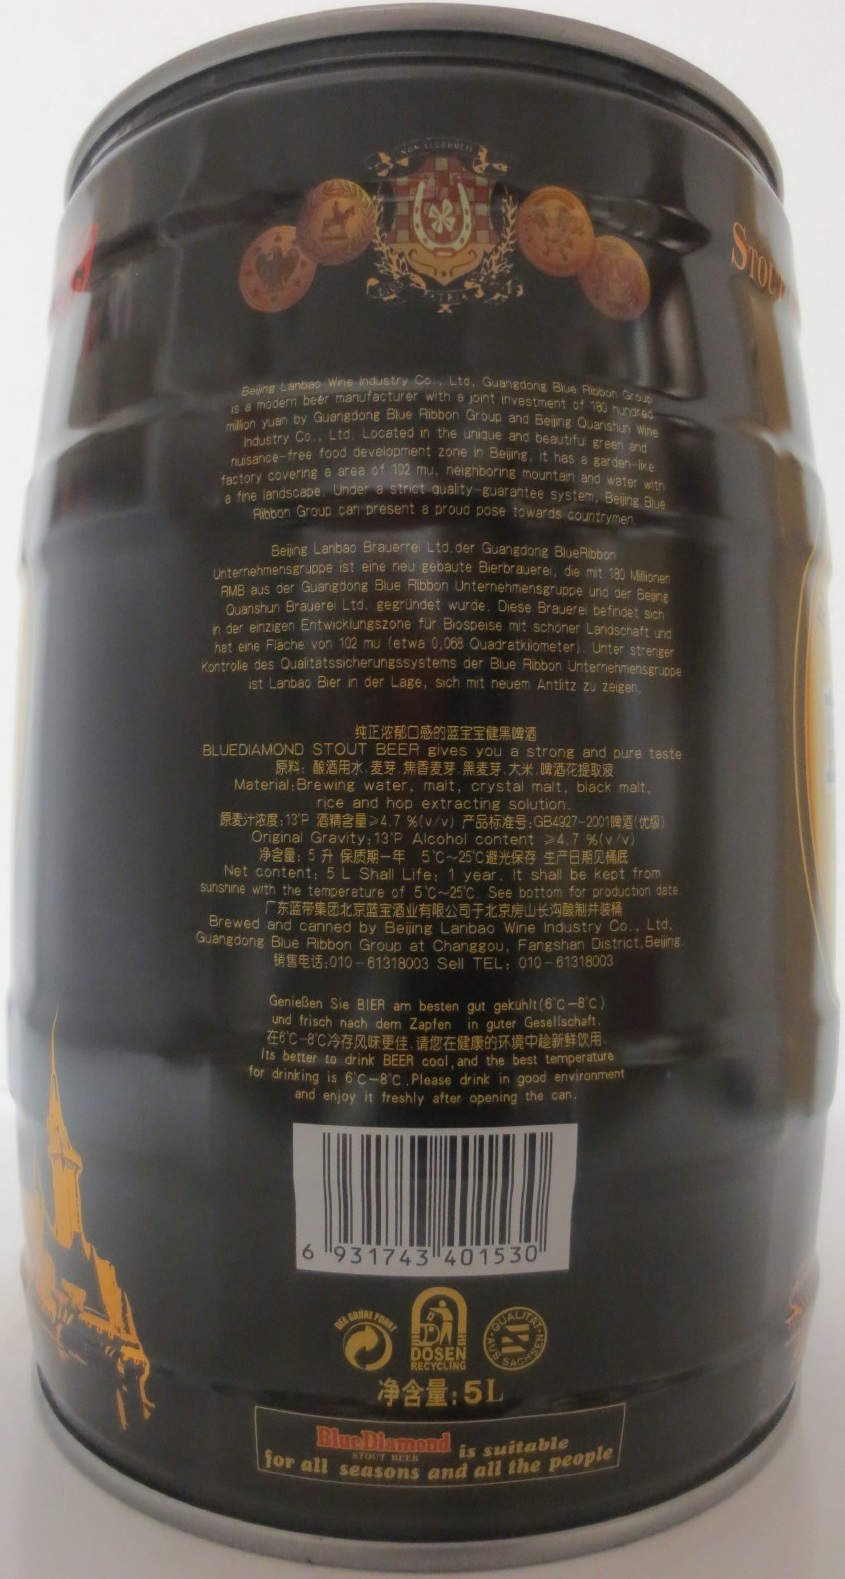 STOUT
Beijing Lanbao Wine Industry Co., Ltd, Guangdong Blue Ribbon Group
is a modern beer manufacturer with a joint investment of 180 hundred
million yuan by Guangdong Blue Ribbon Group and Beijing Quanshun Wine
Industry Co., Ltd. Located in the unique and beautiful green and
nuisance-free food development zone in Beijing, it has a garden-like
factory covering a area of 102 mu, neighboring mountain and water with
a fine landscape. Under a strict quality-guarantee system, Beijing Blue
Ribbon Group can present a proud pose towards countrymen.
Beijing Lanbao Brauerrei Ltd.der Guangdong BlueRibbon
Unternehmensgruppe ist eine neu gebaute Bierbrauerei, die mit 180 Millionen
RMB aus der Guangdong Blue Ribbon Unternehmensgruppe und der Beijing
Quanshun Brauerei Ltd. gegründet wurde. Diese Brauerei befindet sich
in der einzigen Entwicklungszone für Biospeise mit schöner Landschaft und
hat eine Fläche von 102 mu (etwa 0,068 Quadratkilometer). Unter strenger
Kontrolle des Qualitätssicherungssystems der Blue Ribbon Unternehmensgruppe
ist Lanbao Bier in der Lage, sich mit neuem Antlitz zu zeigen.
纯正浓郁口感的蓝宝宝健黑啤酒
BLUEDIAMOND STOUT BEER gives you a strong and pure taste
原料: 酿酒用水.麦芽.焦香麦芽.黑麦芽.大米.啤酒花提取液
Material:Brewing water, malt, crystal malt, black malt,
rice and hop extracting solution.
原麦汁浓度:13°P 酒精含量≥4.7 %(v/v) 产品标准号:GB4927-2001啤酒(优级)
Original Gravity:13°P Alcohol content ≥4.7 %(v/v)
净含量: 5 升 保质期一年 5℃~25℃避光保存 生产日期见桶底
Net content: 5 L Shall Life: 1 year. It shall be kept from
sunshine with the temperature of 5℃~25℃. See bottom for production date.
广东蓝带集团北京蓝宝酒业有限公司于北京房山长沟酿制并装桶
Brewed and canned by Beijing Lanbao Wine Industry Co., Ltd,
Guangdong Blue Ribbon Group at Changgou, Fangshan District,Beijing.
销售电话:010-61318003 Sell TEL: 010-61318003
Genießen Sie BIER am besten gut gekühlt(6℃-8℃)
und frisch nach dem Zapfen in guter Gesellschaft.
在6℃-8℃冷存风味更佳.请您在健康的环境中趁新鲜饮用.
Its better to drink BEER cool,and the best temperature
for drinking is 6℃-8℃.Please drink in good environment
and enjoy it freshly after opening the can.
6 931743 401530
DER GRÜNE PUNKT
DOSEN
RECYCLING
QUALITÄT
AUS SACHSEN
净含量:5L
BlueDiamond
STOUT BEER
is suitable
for all seasons and all the people